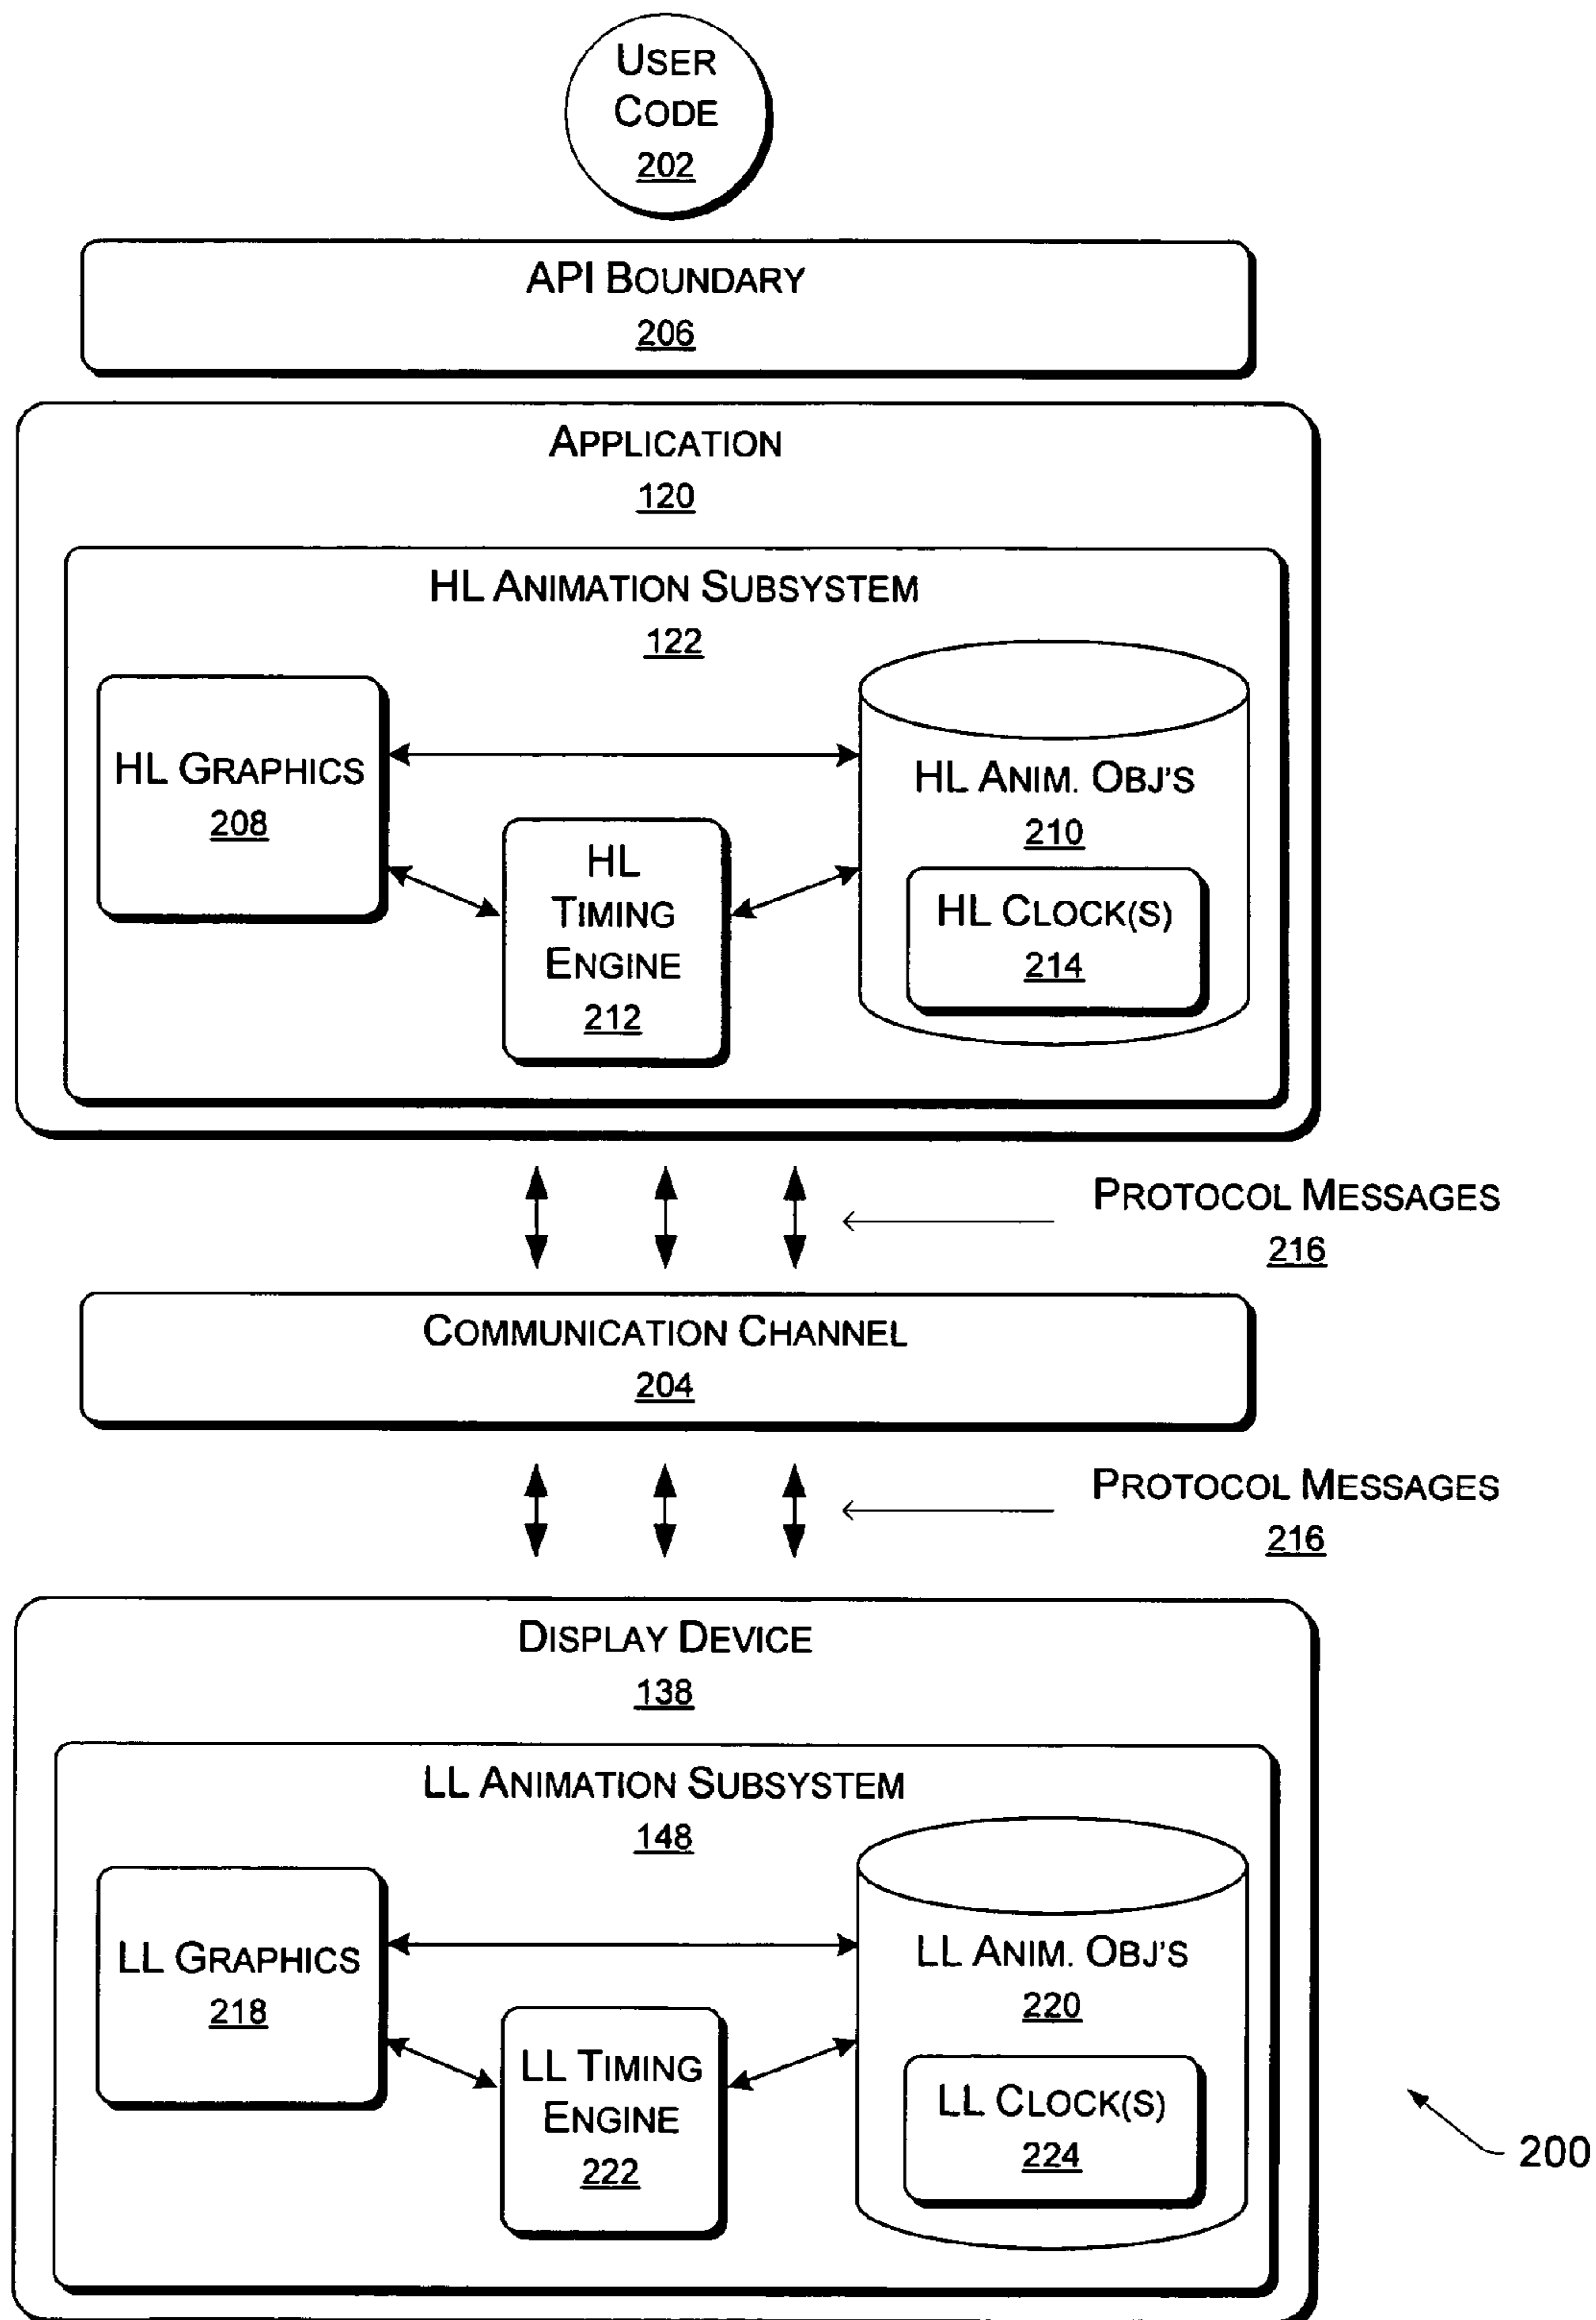 USER
CODE
202
API BOUNDARY
206
APPLICATION
120
HL ANIMATION SUBSYSTEM
122
HL GRAPHICS
208
HL
TIMING
ENGINE
212
HL ANIM. OBJ'S
210
HL CLOCK(S)
214
PROTOCOL MESSAGES
216
COMMUNICATION CHANNEL
204
PROTOCOL MESSAGES
216
DISPLAY DEVICE
138
LL ANIMATION SUBSYSTEM
148
LL GRAPHICS
218
LL TIMING
ENGINE
222
LL ANIM. OBJ'S
220
LL CLOCK(S)
224
200